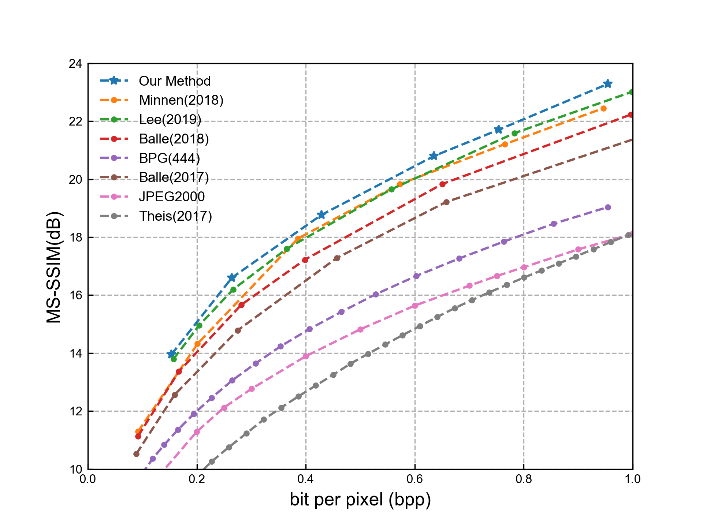 24
22
20
18
16
14
12
10
MS-SSIM(dB)
Our Method
Minnen(2018)
Lee(2019)
Balle(2018)
BPG(444)
Balle(2017)
JPEG2000
Theis(2017)
0.0 0.2 0.4 0.6 0.8 1.0
bit per pixel (bpp)